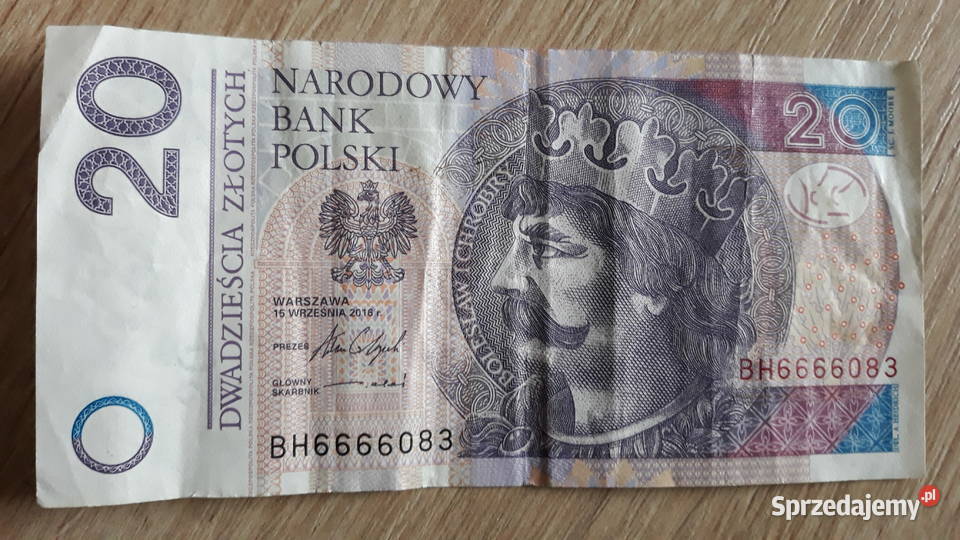 20
DWADZIEŚCIA ZŁOTYCH
NARODOWY
BANK
POLSKI
WARSZAWA
15 WRZEŚNIA 2016 r.
PREZES
GŁÓWNY
SKARBNIK
BH6666083
BOLESŁAW I CHROBRY
20
BH6666083
Sprzedajemy.pl